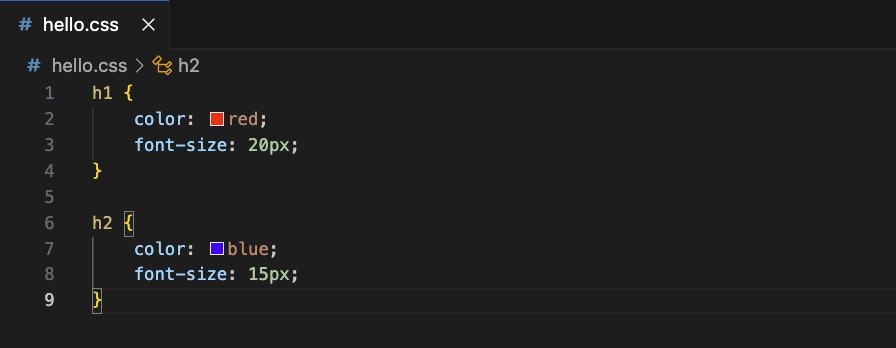 # hello.css ×
# hello.css > h2
1 h1 {
2     color: red;
3     font-size: 20px;
4 }
5
6 h2 {
7     color: blue;
8     font-size: 15px;
9 }